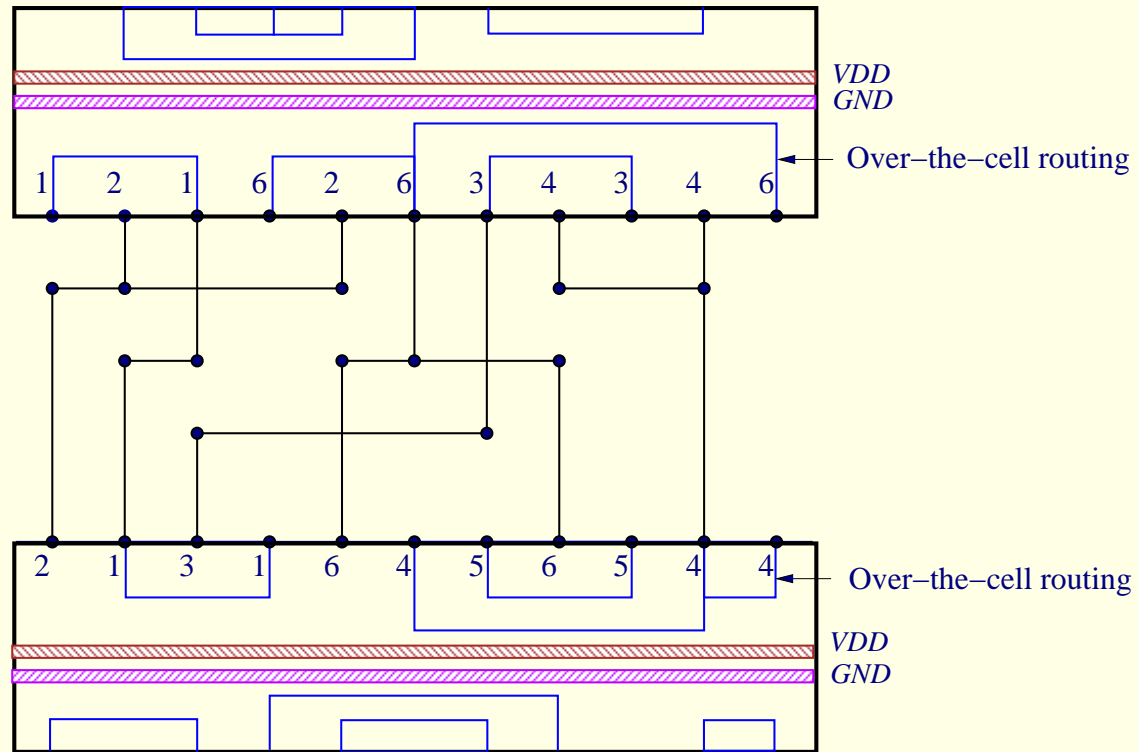 VDD
GND
Over−the−cell routing
1 2 1 6 2 6 3 4 3 4 6
2 1 3 1 6 4 5 6 5 4 4
Over−the−cell routing
VDD
GND